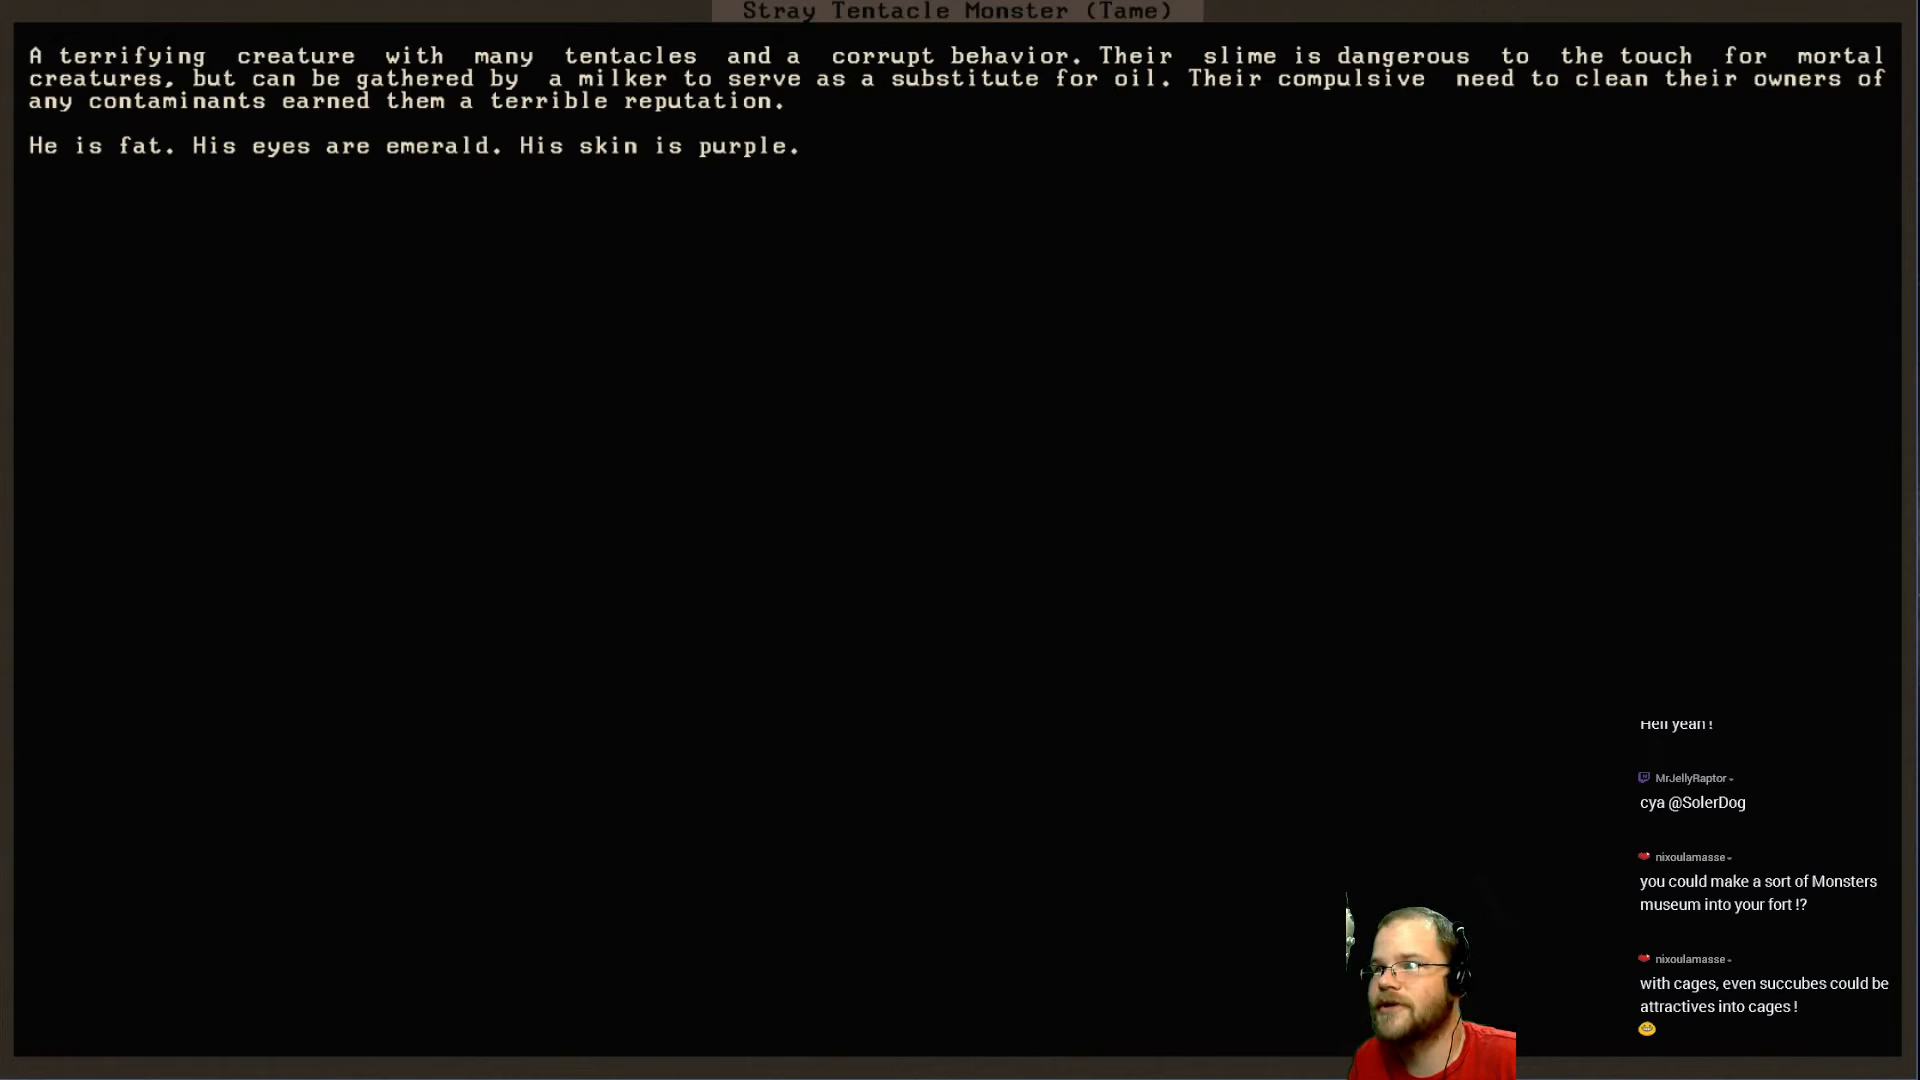 Stray Tentacle Monster (Tame)
A terrifying creature with many tentacles and a corrupt behavior. Their slime is dangerous to the touch for mortal
creatures, but can be gathered by a milker to serve as a substitute for oil. Their compulsive need to clean their owners of
any contaminants earned them a terrible reputation.
He is fat. His eyes are emerald. His skin is purple.
Hell yeah !
MrJellyRaptor
cya @SolerDog
nixoulamasse
you could make a sort of Monsters
museum into your fort !?
nixoulamasse
with cages, even succubes could be
attractives into cages !